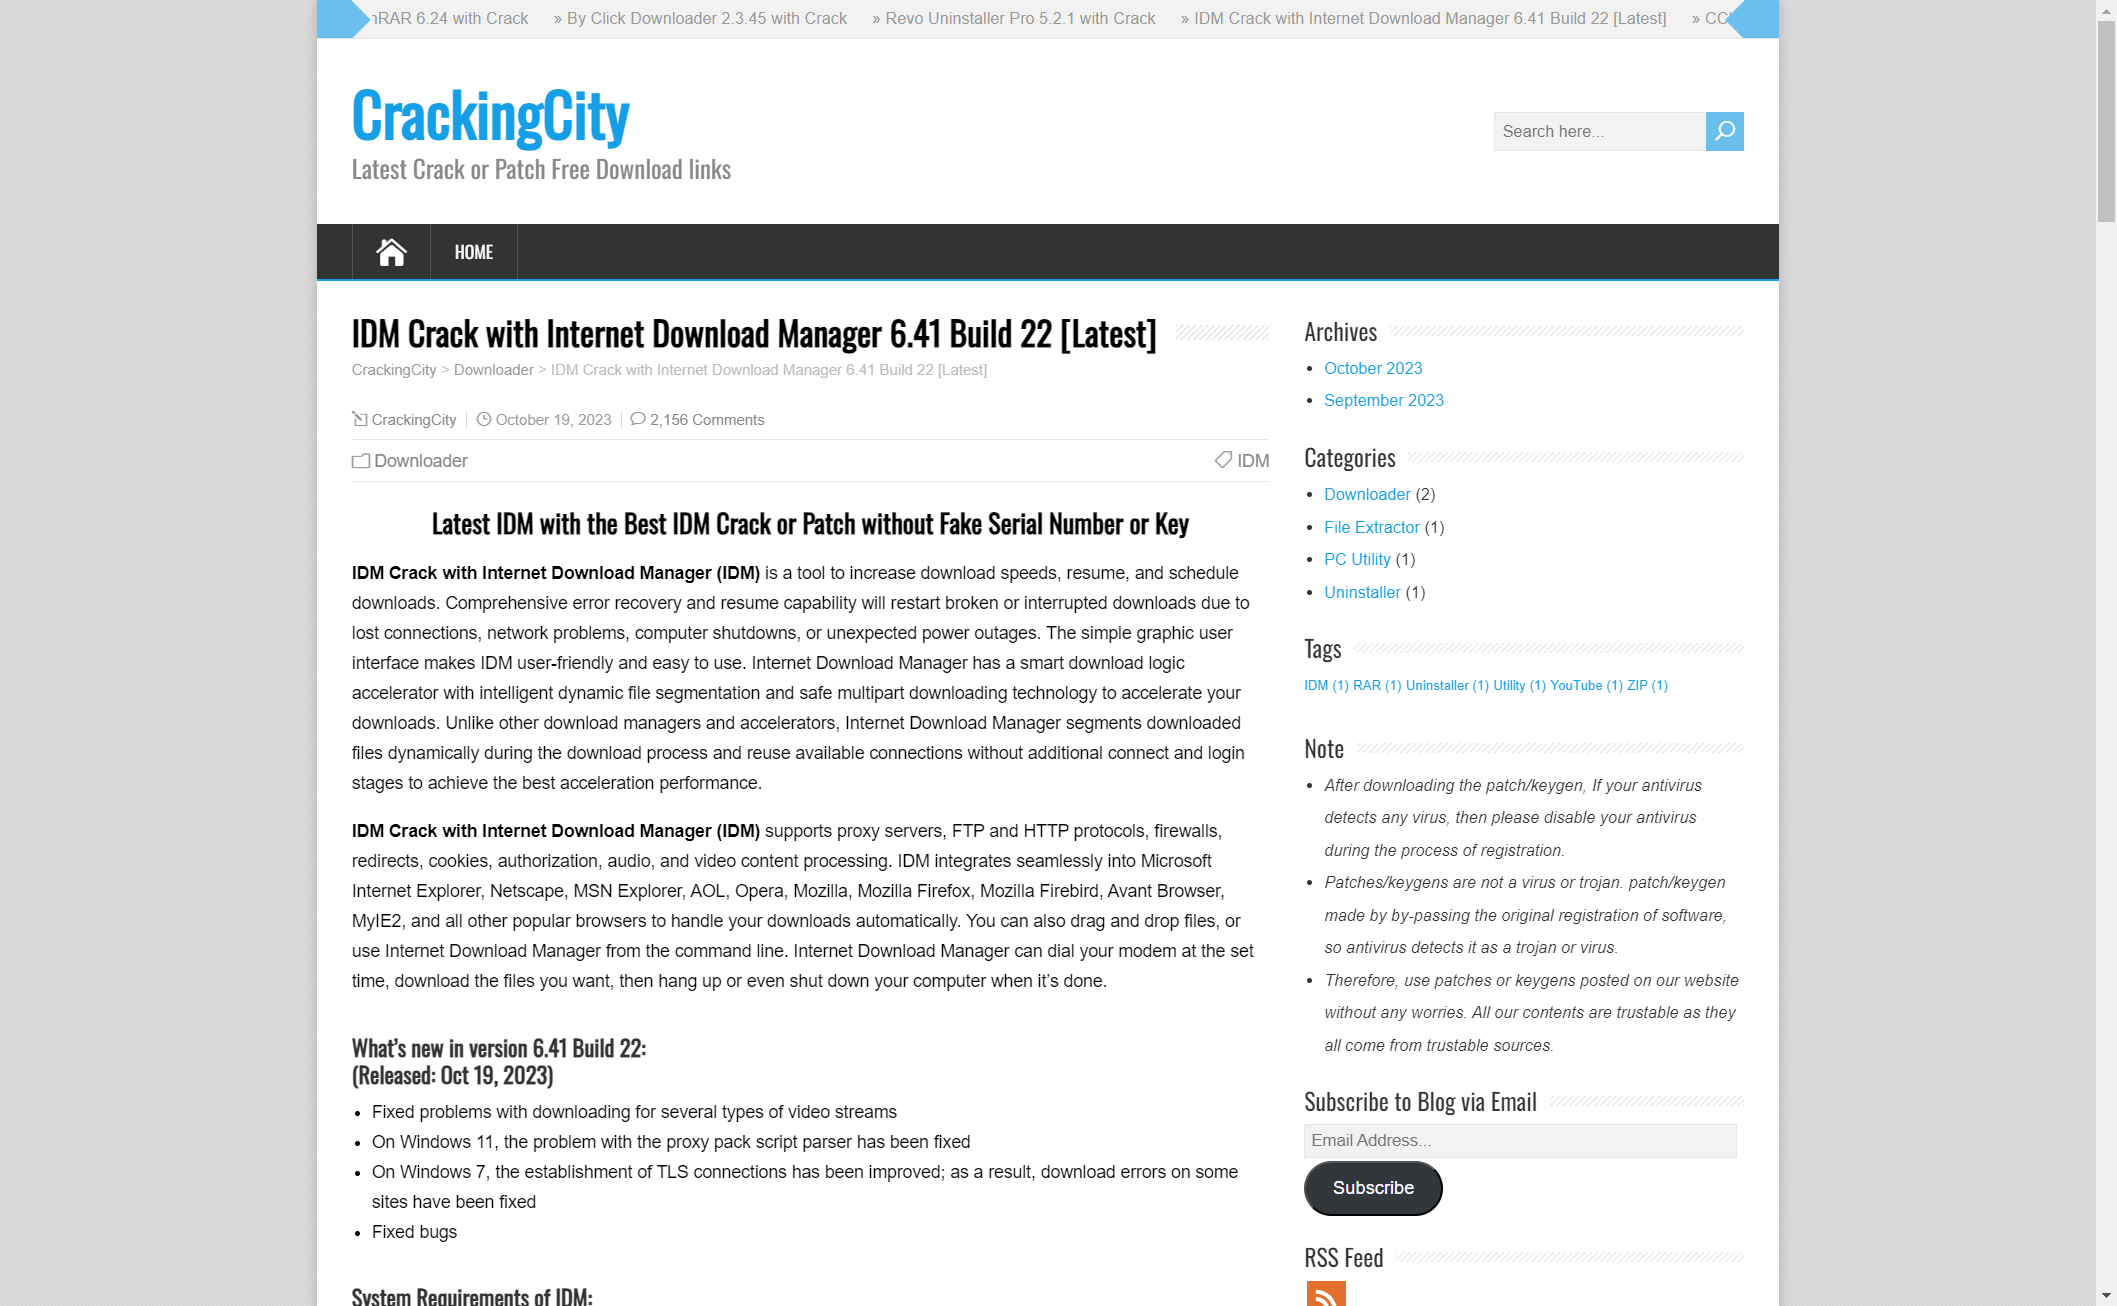 RAR 6.24 with Crack » By Click Downloader 2.3.45 with Crack » Revo Uninstaller Pro 5.2.1 with Crack » IDM Crack with Internet Download Manager 6.41 Build 22 [Latest] »
CrackingCity
Latest Crack or Patch Free Download links
Search here...
HOME
IDM Crack with Internet Download Manager 6.41 Build 22 [Latest]
CrackingCity > Downloader > IDM Crack with Internet Download Manager 6.41 Build 22 [Latest]
CrackingCity October 19, 2023 2,156 Comments
Downloader IDM
Latest IDM with the Best IDM Crack or Patch without Fake Serial Number or Key
IDM Crack with Internet Download Manager (IDM) is a tool to increase download speeds, resume, and schedule
downloads. Comprehensive error recovery and resume capability will restart broken or interrupted downloads due to
lost connections, network problems, computer shutdowns, or unexpected power outages. The simple graphic user
interface makes IDM user-friendly and easy to use. Internet Download Manager has a smart download logic
accelerator with intelligent dynamic file segmentation and safe multipart downloading technology to accelerate your
downloads. Unlike other download managers and accelerators, Internet Download Manager segments downloaded
files dynamically during the download process and reuse available connections without additional connect and login
stages to achieve the best acceleration performance.
IDM Crack with Internet Download Manager (IDM) supports proxy servers, FTP and HTTP protocols, firewalls,
redirects, cookies, authorization, audio, and video content processing. IDM integrates seamlessly into Microsoft
Internet Explorer, Netscape, MSN Explorer, AOL, Opera, Mozilla, Mozilla Firefox, Mozilla Firebird, Avant Browser,
MyIE2, and all other popular browsers to handle your downloads automatically. You can also drag and drop files, or
use Internet Download Manager from the command line. Internet Download Manager can dial your modem at the set
time, download the files you want, then hang up or even shut down your computer when it's done.
What's new in version 6.41 Build 22:
(Released: Oct 19, 2023)
• Fixed problems with downloading for several types of video streams
• On Windows 11, the problem with the proxy pack script parser has been fixed
• On Windows 7, the establishment of TLS connections has been improved; as a result, download errors on some
sites have been fixed
• Fixed bugs
System Requirements of IDM:
Archives
• October 2023
• September 2023
Categories
• Downloader (2)
• File Extractor (1)
• PC Utility (1)
• Uninstaller (1)
Tags
IDM (1) RAR (1) Uninstaller (1) Utility (1) YouTube (1) ZIP (1)
Note
• After downloading the patch/keygen, If your antivirus
detects any virus, then please disable your antivirus
during the process of registration.
• Patches/keygens are not a virus or trojan. patch/keygen
made by by-passing the original registration of software,
so antivirus detects it as a trojan or virus.
• Therefore, use patches or keygens posted on our website
without any worries. All our contents are trustable as they
all come from trustable sources.
Subscribe to Blog via Email
Email Address...
Subscribe
RSS Feed